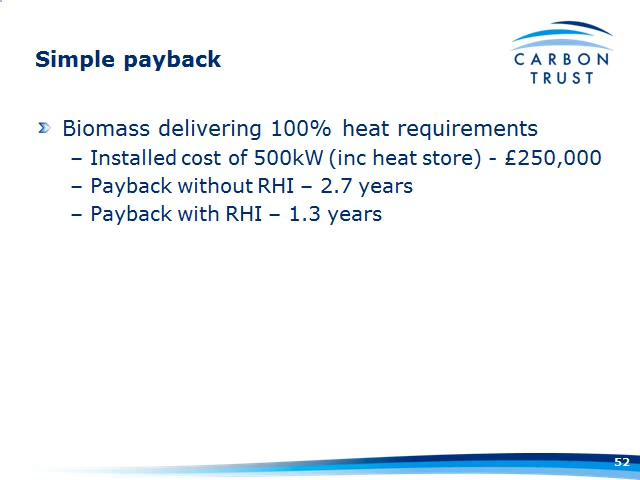 Simple payback
CARBON
TRUST
Biomass delivering 100% heat requirements
– Installed cost of 500kW (inc heat store) - £250,000
– Payback without RHI – 2.7 years
– Payback with RHI – 1.3 years
52